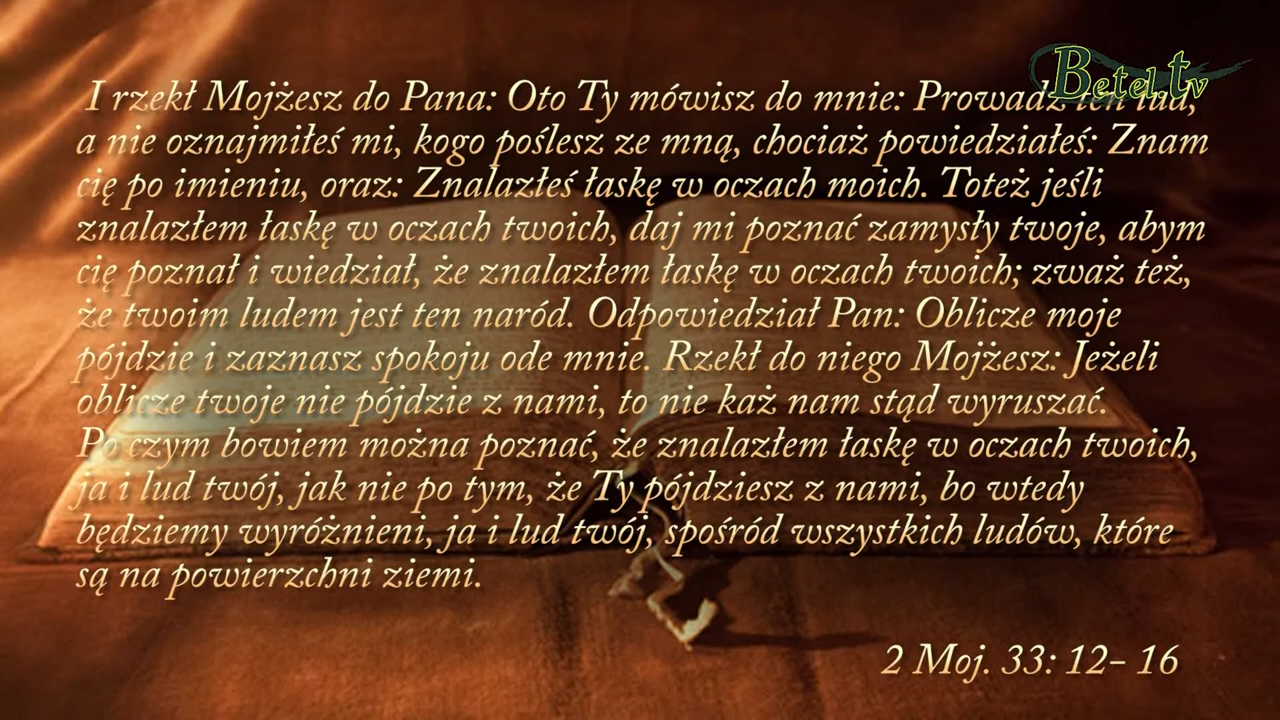 Betel.tv
I rzekł Mojżesz do Pana: Oto Ty mówisz do mnie: Prowadź ten lud,
a nie oznajmiłeś mi, kogo poślesz ze mną, chociaż powiedziałeś: Znam
cię po imieniu, oraz: Znalazłeś łaskę w oczach moich. Toteż jeśli
znalazłem łaskę w oczach twoich, daj mi poznać zamysły twoje, abym
cię poznał i wiedział, że znalazłem łaskę w oczach twoich; zważ też,
że twoim ludem jest ten naród. Odpowiedział Pan: Oblicze moje
pójdzie i zaznasz spokoju ode mnie. Rzekł do niego Mojżesz: Jeżeli
oblicze twoje nie pójdzie z nami, to nie każ nam stąd wyruszać.
Po czym bowiem można poznać, że znalazłem łaskę w oczach twoich,
ja i lud twój, jak nie po tym, że Ty pójdziesz z nami, bo wtedy
będziemy wyróżnieni, ja i lud twój, spośród wszystkich ludów, które
są na powierzchni ziemi.
2 Moj. 33: 12– 16